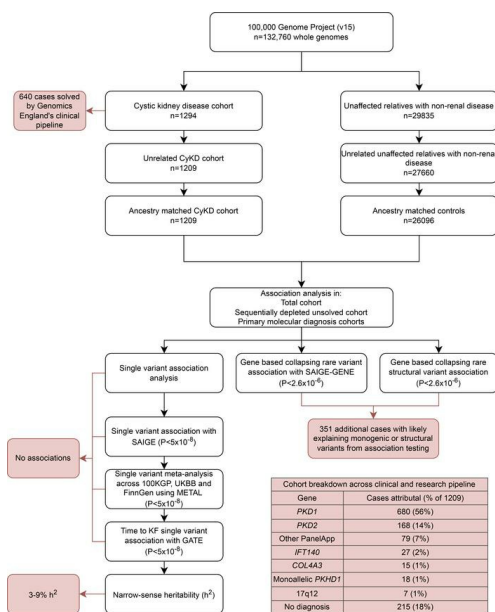 100,000 Genome Project (v15)
n=132,760 whole genomes
640 cases solved
by Genomics
England's clinical
pipeline
Cystic kidney disease cohort
n=1294
Unaffected relatives with non-renal disease
n=29835
Unrelated CyKD cohort
n=1209
Unrelated unaffected relatives with non-renal
disease
n=27660
Ancestry matched CyKD cohort
n=1209
Ancestry matched controls
n=26096
Association analysis in:
Total cohort
Sequentially depleted unsolved cohort
Primary molecular diagnosis cohorts
Single variant association
analysis
Gene based collapsing rare variant
association with SAIGE-GENE
(P<2.6x10-6)
Gene based collapsing rare
structural variant association
(P<2.6x10-6)
Single variant association with
SAIGE (P<5x10-8)
351 additional cases with likely
explaining monogenic or structural
variants from association testing
No associations
Single variant meta-analysis
across 100KGP, UKBB and
FinnGen using METAL
(P<5x10-8)
Time to KF single variant
association with GATE
(P<5x10-8)
3-9% h2
Narrow-sense heritability (h2)
Cohort breakdown across clinical and research pipeline
Gene Cases attributal (% of 1209)
PKD1 680 (56%)
PKD2 168 (14%)
Other PanelApp 79 (7%)
IFT140 27 (2%)
COL4A3 15 (1%)
Monoallelic PKHD1 18 (1%)
17q12 7 (1%)
No diagnosis 215 (18%)